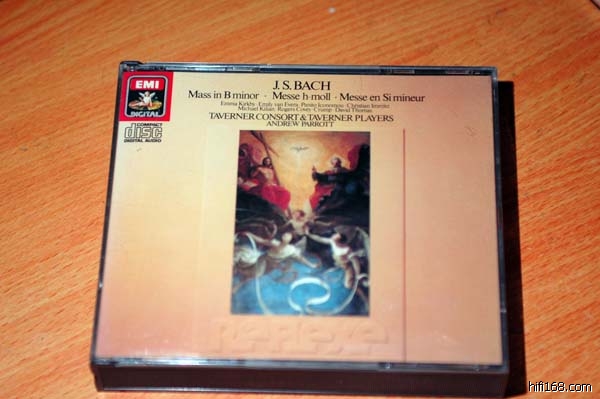 EMI
DIGITAL
COMPACT
disc
DIGITAL AUDIO
J. S. BACH
Mass in B minor · Messe h-moll · Messe en Si mineur
Emma Kirkby · Emily van Evera · Panito Iconomou · Christian Immler
Michael Kilian · Rogers Covey-Crump · David Thomas
TAVERNER CONSORT & TAVERNER PLAYERS
ANDREW PARROTT
Reflexe
hifi168.com